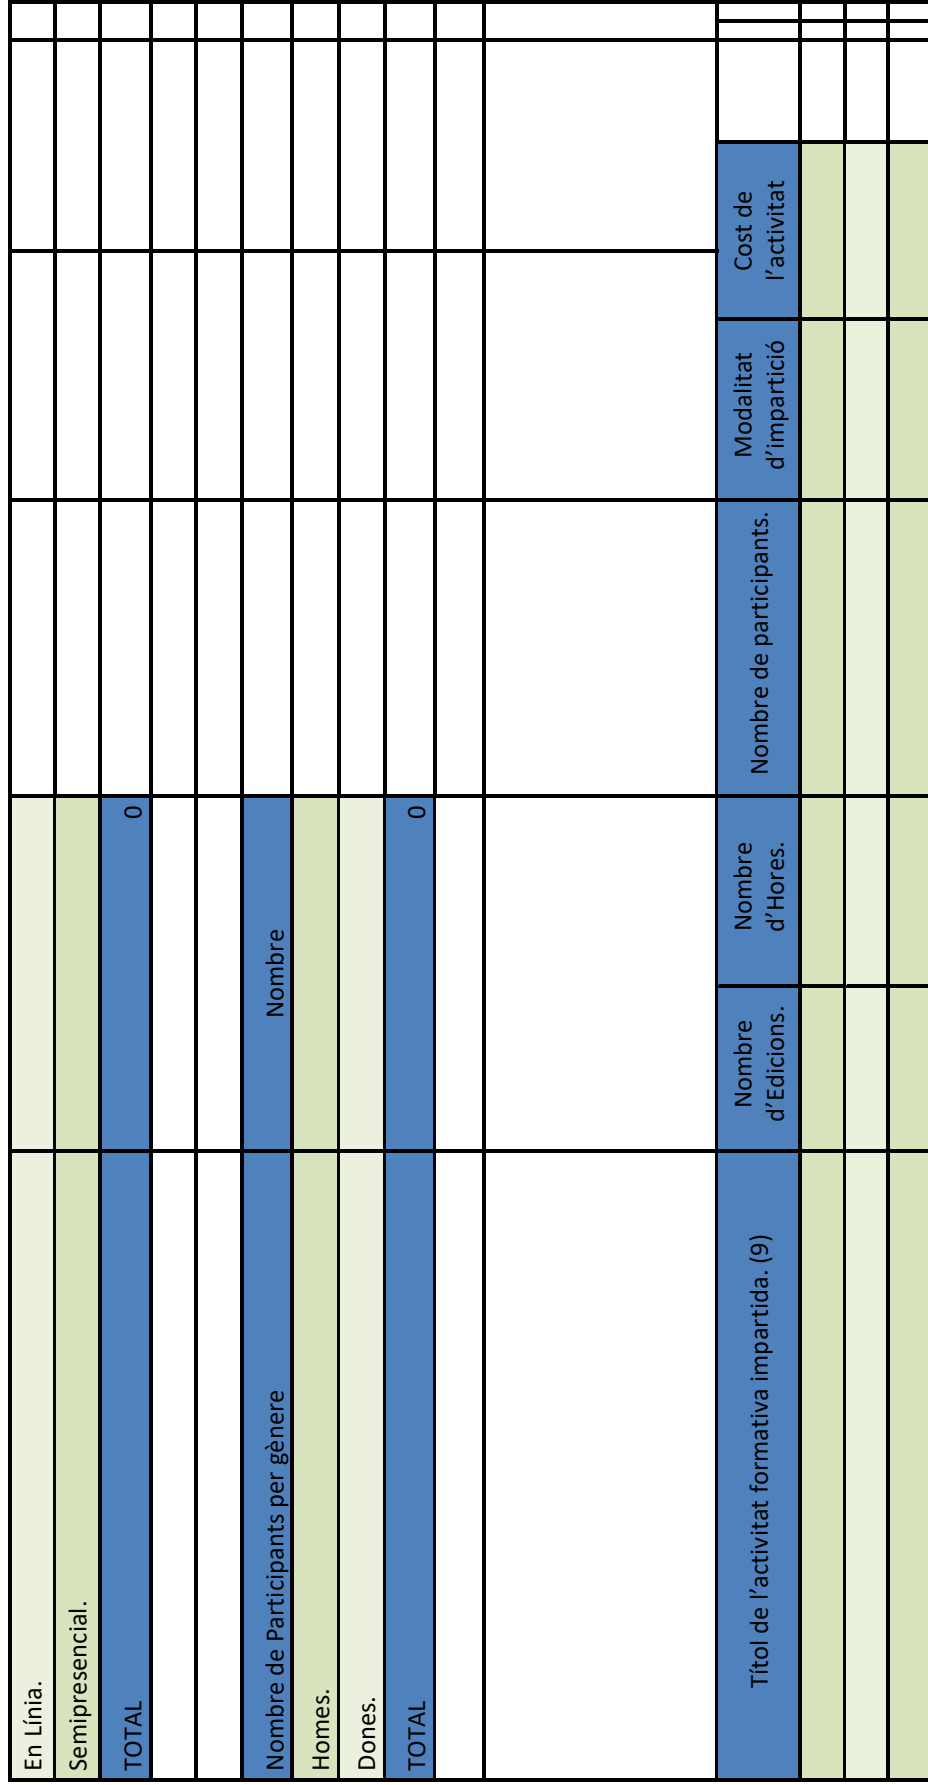 En Línia.
Semipresencial.
TOTAL 0
Nombre de Participants per gènere Nombre
Homes.
Dones.
TOTAL 0
Títol de l'activitat formativa impartida. (9)
Nombre
d'Edicions.
Nombre
d'Hores.
Nombre de participants.
Modalitat
d'impartició
Cost de
l'activitat